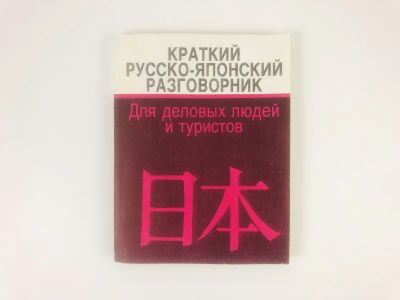 КРАТКИЙ
РУССКО-ЯПОНСКИЙ
РАЗГОВОРНИК
Для деловых людей
и туристов
日本